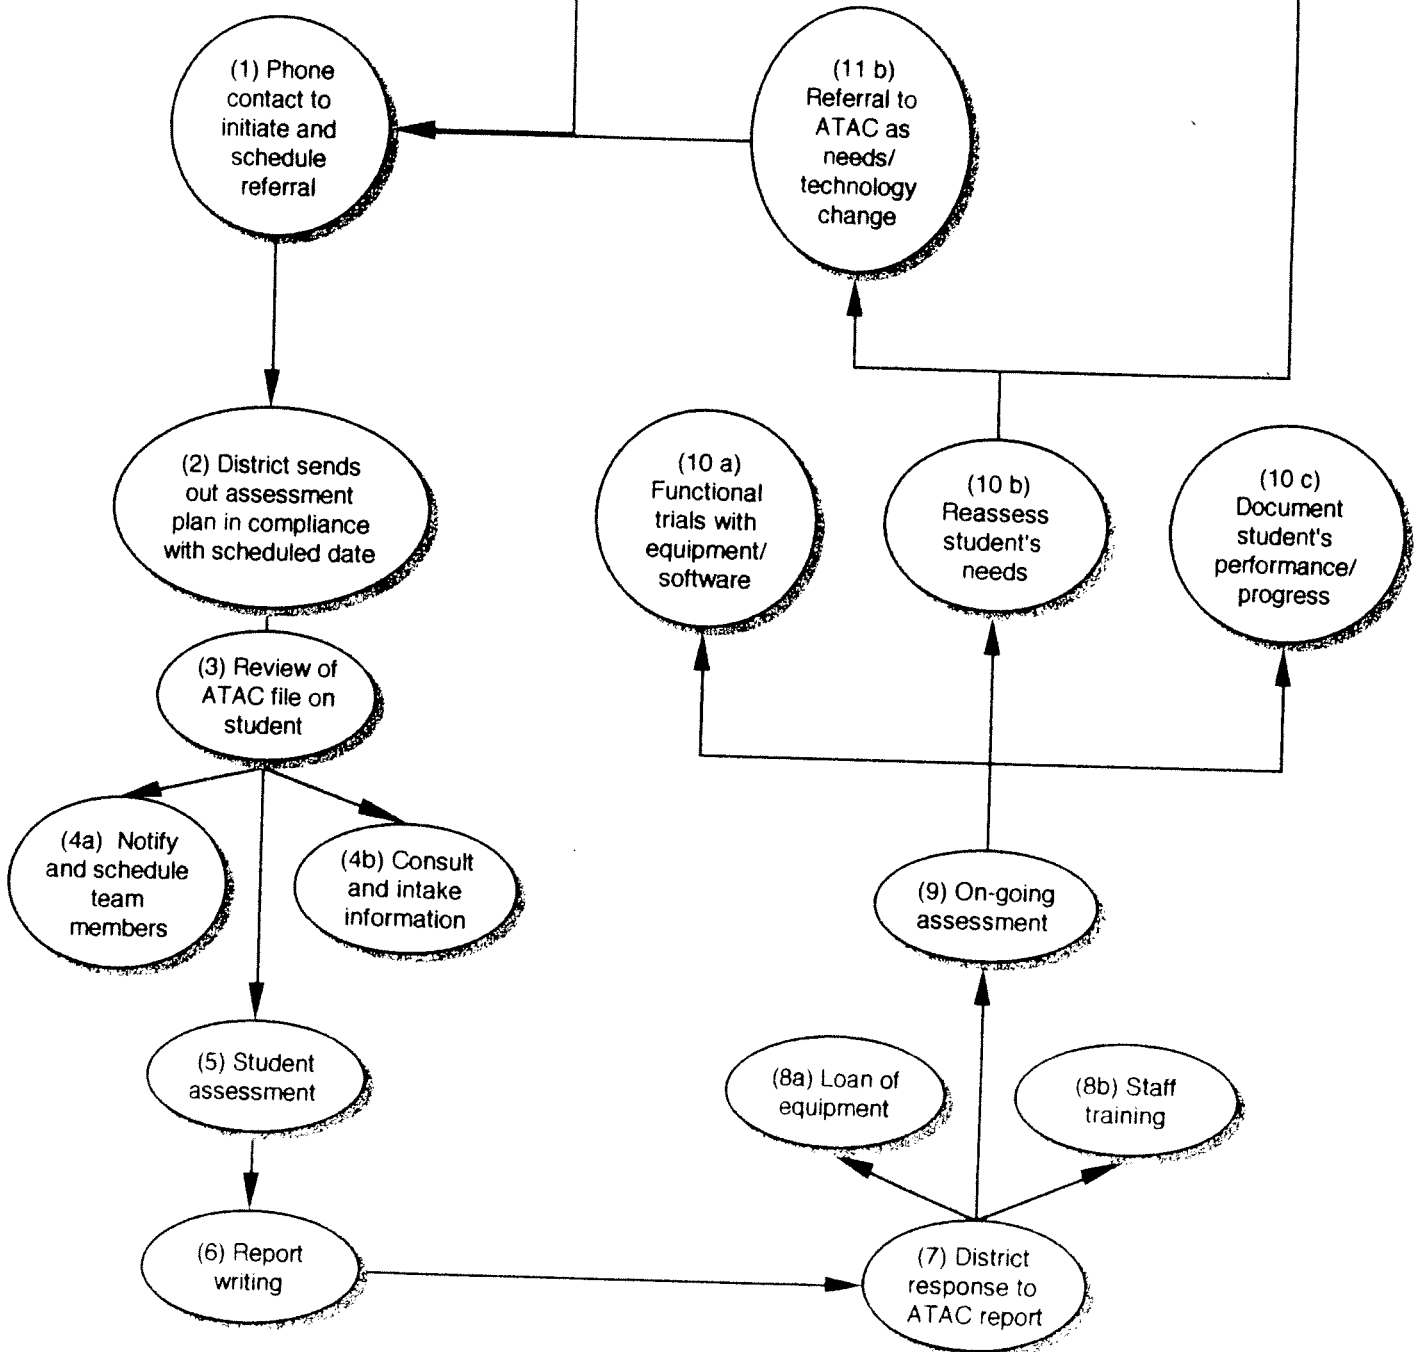 (1) Phone
contact to
initiate and
schedule
referral
(11 b)
Referral to
ATAC as
needs/
technology
change
(2) District sends
out assessment
plan in compliance
with scheduled date
(10 a)
Functional
trials with
equipment/
software
(10 b)
Reassess
student's
needs
(10 c)
Document
student's
performance/
progress
(3) Review of
ATAC file on
student
(4a) Notify
and schedule
team
members
(4b) Consult
and intake
information
(9) On-going
assessment
(5) Student
assessment
(8a) Loan of
equipment
(8b) Staff
training
(6) Report
writing
(7) District
response to
ATAC report